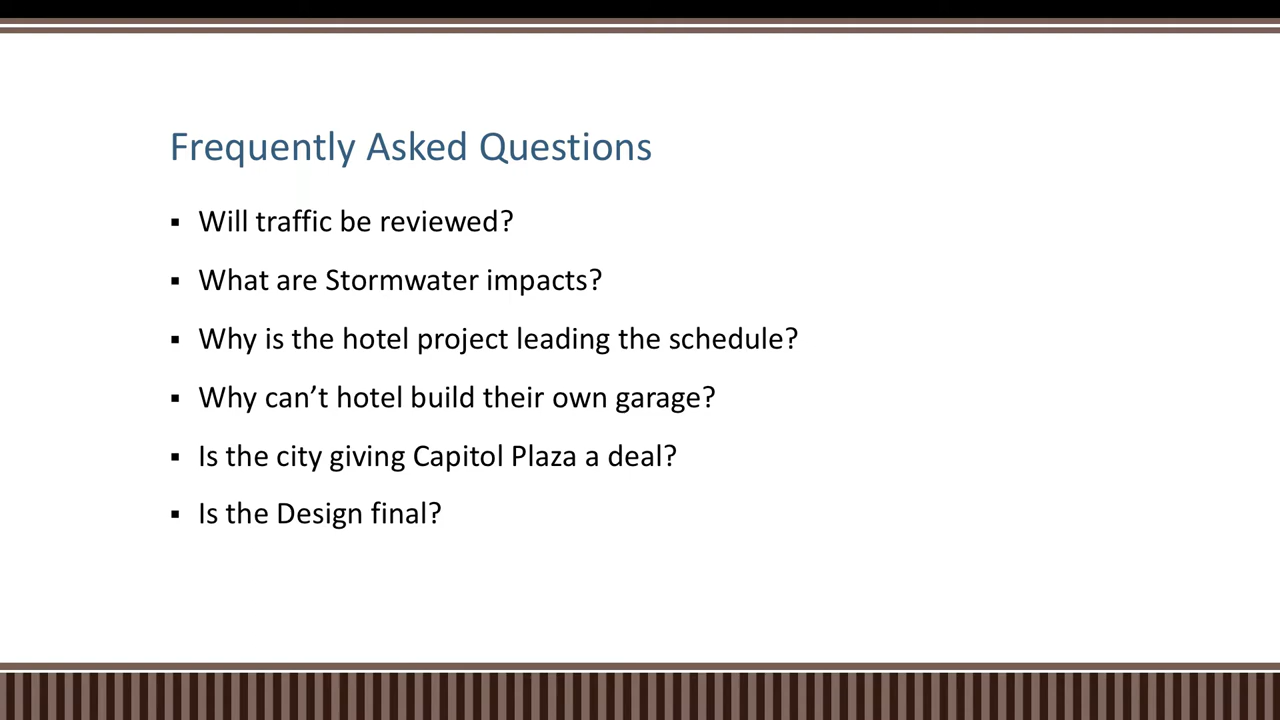 Frequently Asked Questions
▪ Will traffic be reviewed?
▪ What are Stormwater impacts?
▪ Why is the hotel project leading the schedule?
▪ Why can’t hotel build their own garage?
▪ Is the city giving Capitol Plaza a deal?
▪ Is the Design final?